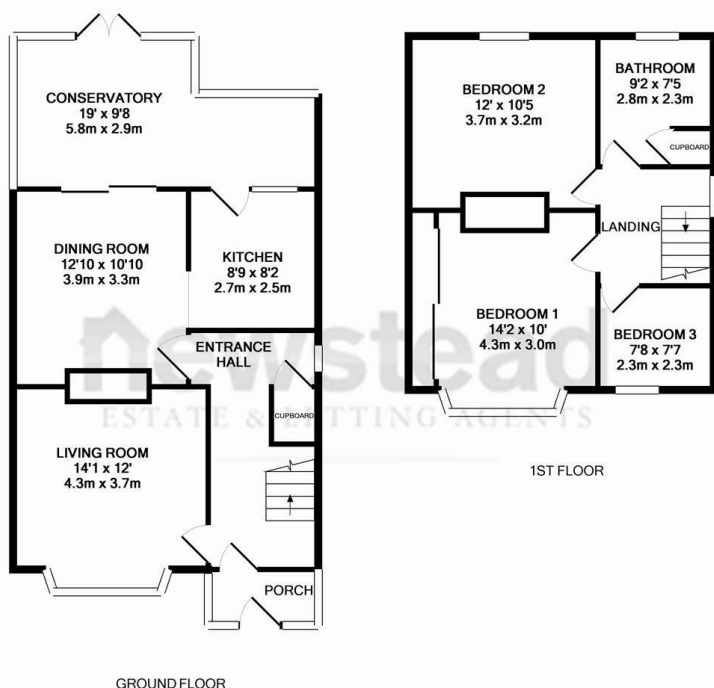 CONSERVATORY
19' x 9'8
5.8m x 2.9m
DINING ROOM
12'10 x 10'10
3.9m x 3.3m
KITCHEN
8'9 x 8'2
2.7m x 2.5m
ENTRANCE
HALL
CUPBOARD
LIVING ROOM
14'1 x 12'
4.3m x 3.7m
PORCH
GROUND FLOOR
BEDROOM 2
12' x 10'5
3.7m x 3.2m
BATHROOM
9'2 x 7'5
2.8m x 2.3m
CUPBOARD
LANDING
BEDROOM 1
14'2 x 10'
4.3m x 3.0m
BEDROOM 3
7'8 x 7'7
2.3m x 2.3m
1ST FLOOR
newstead
ESTATE & LETTING AGENTS